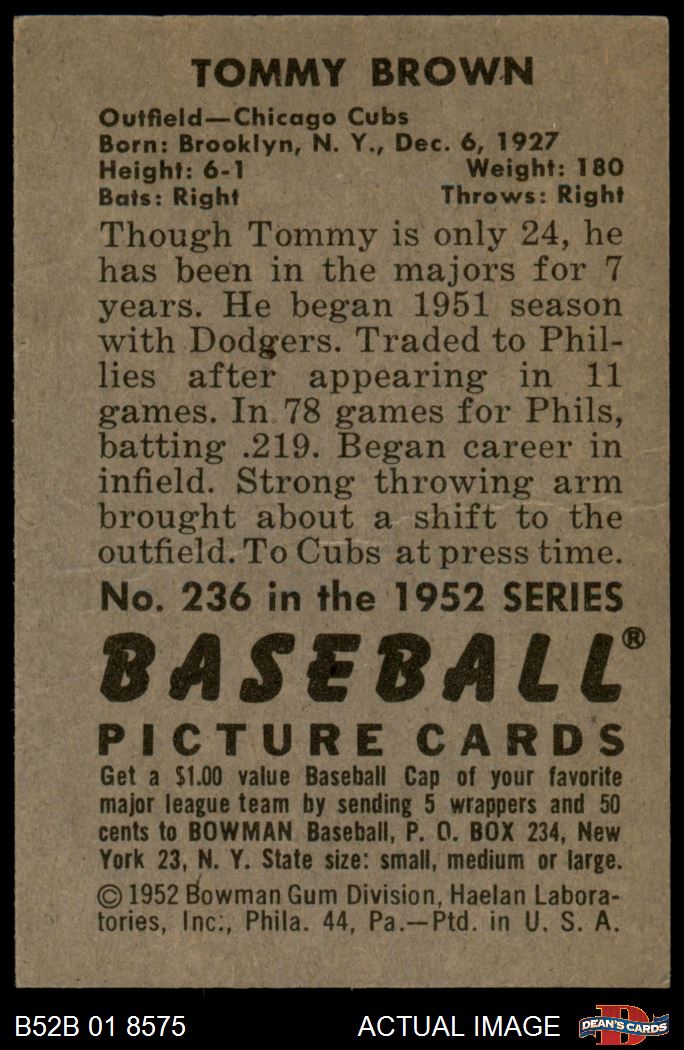 TOMMY BROWN
Outfield—Chicago Cubs
Born: Brooklyn, N. Y., Dec. 6, 1927
Height: 6-1 Weight: 180
Bats: Right Throws: Right
Though Tommy is only 24, he
has been in the majors for 7
years. He began 1951 season
with Dodgers. Traded to Phil-
lies after appearing in 11
games. In 78 games for Phils,
batting .219. Began career in
infield. Strong throwing arm
brought about a shift to the
outfield. To Cubs at press time.
No. 236 in the 1952 SERIES
BASEBALL®
PICTURE CARDS
Get a $1.00 value Baseball Cap of your favorite
major league team by sending 5 wrappers and 50
cents to BOWMAN Baseball, P. O. BOX 234, New
York 23, N. Y. State size: small, medium or large.
© 1952 Bowman Gum Division, Haelan Labora-
tories, Inc., Phila. 44, Pa.—Ptd. in U. S. A.
B52B 01 8575 ACTUAL IMAGE DEAN'S CARDS